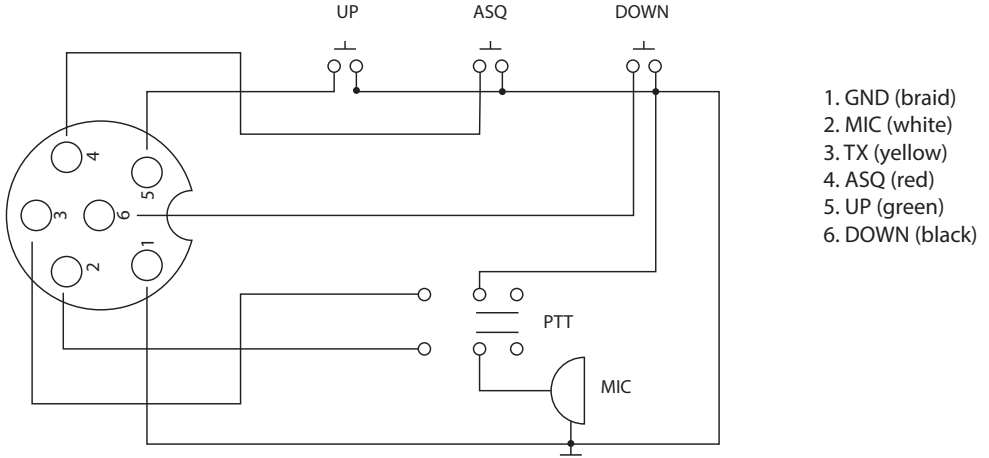 UP ASQ DOWN
1. GND (braid)
2. MIC (white)
3. TX (yellow)
4. ASQ (red)
5. UP (green)
6. DOWN (black)
4
5
3
6
2
1
PTT
MIC